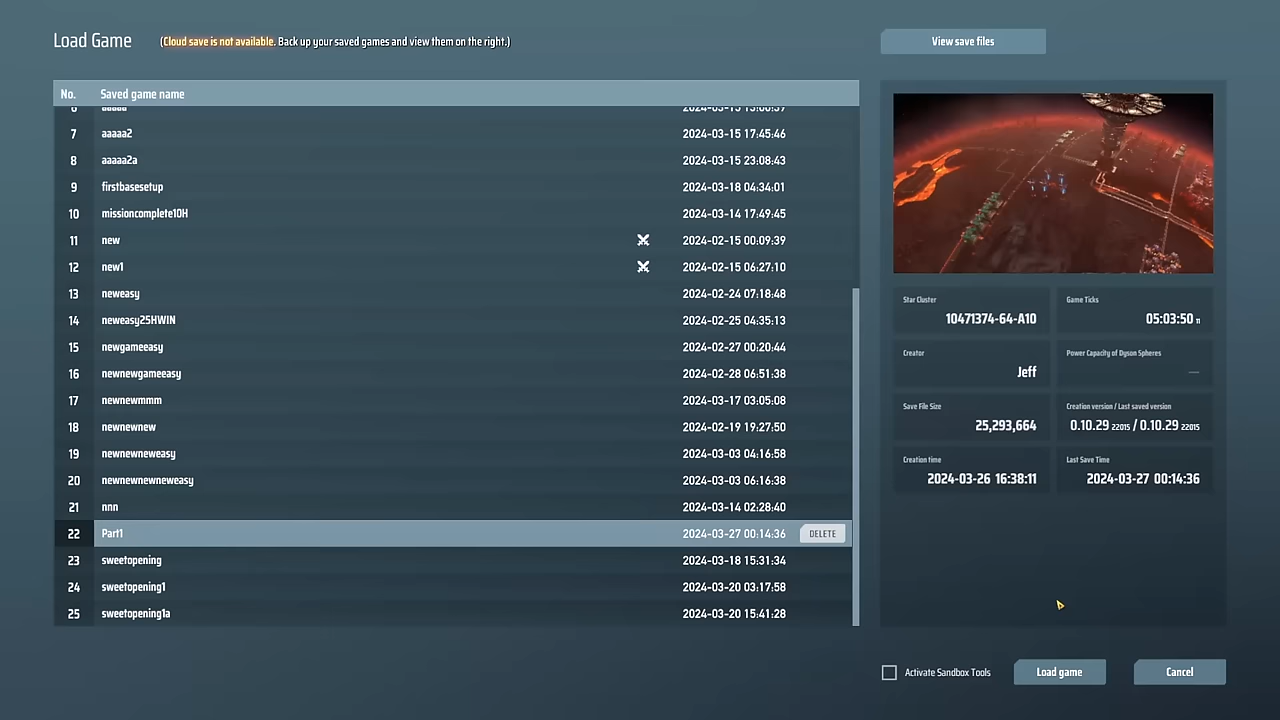 Load Game (Cloud save is not available. Back up your saved games and view them on the right.) View save files
No. Saved game name
6 aaaaa 2024-03-15 13:06:37
7 aaaaa2 2024-03-15 17:45:46
8 aaaaa2a 2024-03-15 23:08:43
9 firstbasesetup 2024-03-18 04:34:01
10 missioncomplete10H 2024-03-14 17:49:45
11 new 2024-02-15 00:09:39
12 new1 2024-02-15 06:27:10
13 neweasy 2024-02-24 07:18:48
14 neweasy25HWIN 2024-02-25 04:35:13
15 newgameeasy 2024-02-27 00:20:44
16 newnewgameeasy 2024-02-28 06:51:38
17 newnewmmm 2024-03-17 03:05:08
18 newnewnew 2024-02-19 19:27:50
19 newnewneweasy 2024-03-03 04:16:58
20 newnewnewneweasy 2024-03-03 06:16:38
21 nnn 2024-03-14 02:28:40
22 Part1 2024-03-27 00:14:36 DELETE
23 sweetopening 2024-03-18 15:31:34
24 sweetopening1 2024-03-20 03:17:58
25 sweetopening1a 2024-03-20 15:41:28
Star Cluster
10471374-64-A10
Game Ticks
05:03:50 11
Creator
Jeff
Power Capacity of Dyson Spheres
—
Save File Size
25,293,664
Creation version / Last saved version
0.10.29 22015 / 0.10.29 22015
Creation time
2024-03-26 16:38:11
Last Save Time
2024-03-27 00:14:36
Activate Sandbox Tools Load game Cancel